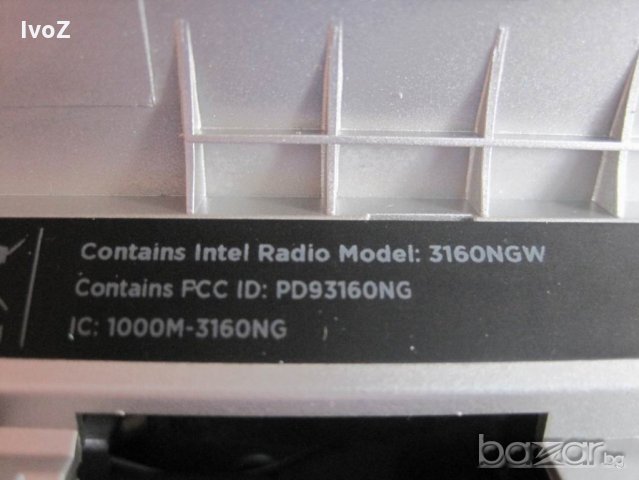 IvoZ
Contains Intel Radio Model: 3160NGW
Contains FCC ID: PD93160NG
IC: 1000M-3160NG
bazar.bg